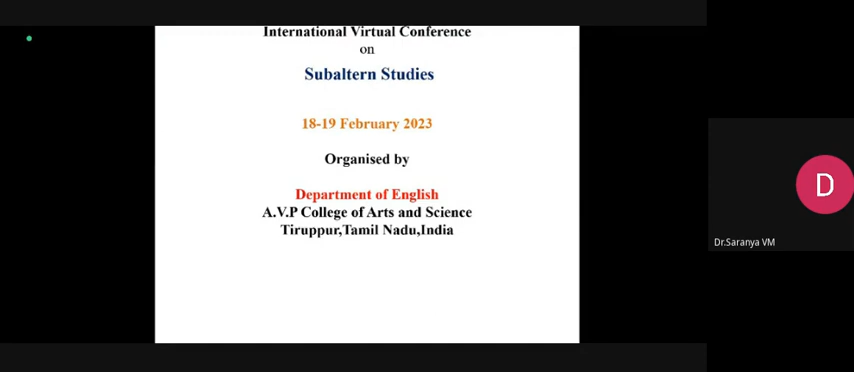 International Virtual Conference
on
Subaltern Studies
18-19 February 2023
Organised by
Department of English
A.V.P College of Arts and Science
Tiruppur,Tamil Nadu,India
D
Dr.Saranya VM